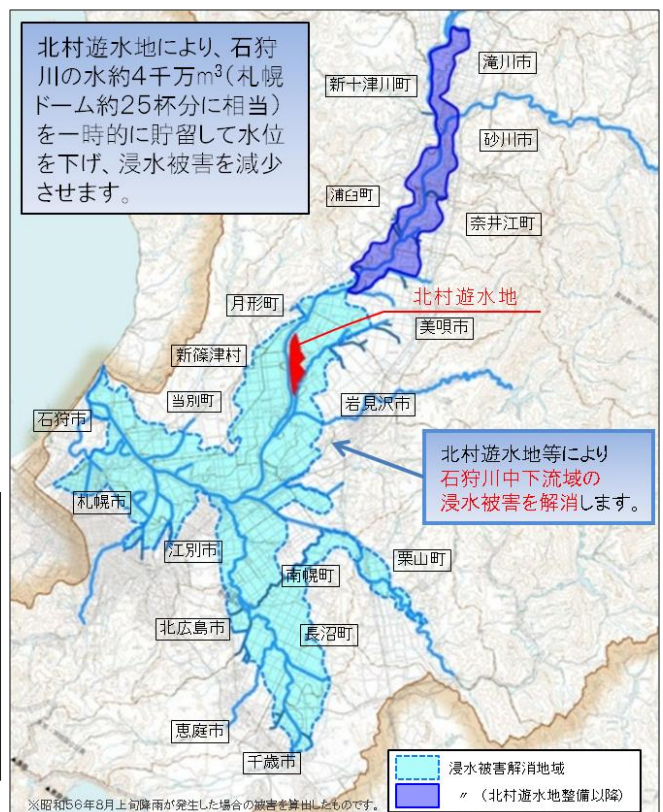 北村遊水地により、石狩
川の水約4千万m³(札幌
ドーム約25杯分に相当)
を一時的に貯留して水位
を下げ、浸水被害を減少
させます。
滝川市
新十津川町
砂川市
浦臼町
奈井江町
月形町
北村遊水地
美唄市
新篠津村
当別町
岩見沢市
石狩市
北村遊水地等により
石狩川中下流域の
浸水被害を解消します。
札幌市
江別市
南幌町
栗山町
北広島市
長沼町
恵庭市
千歳市
浸水被害解消地域
〃 (北村遊水地整備以降)
※昭和56年8月上旬降雨が発生した場合の被害を算出したものです。